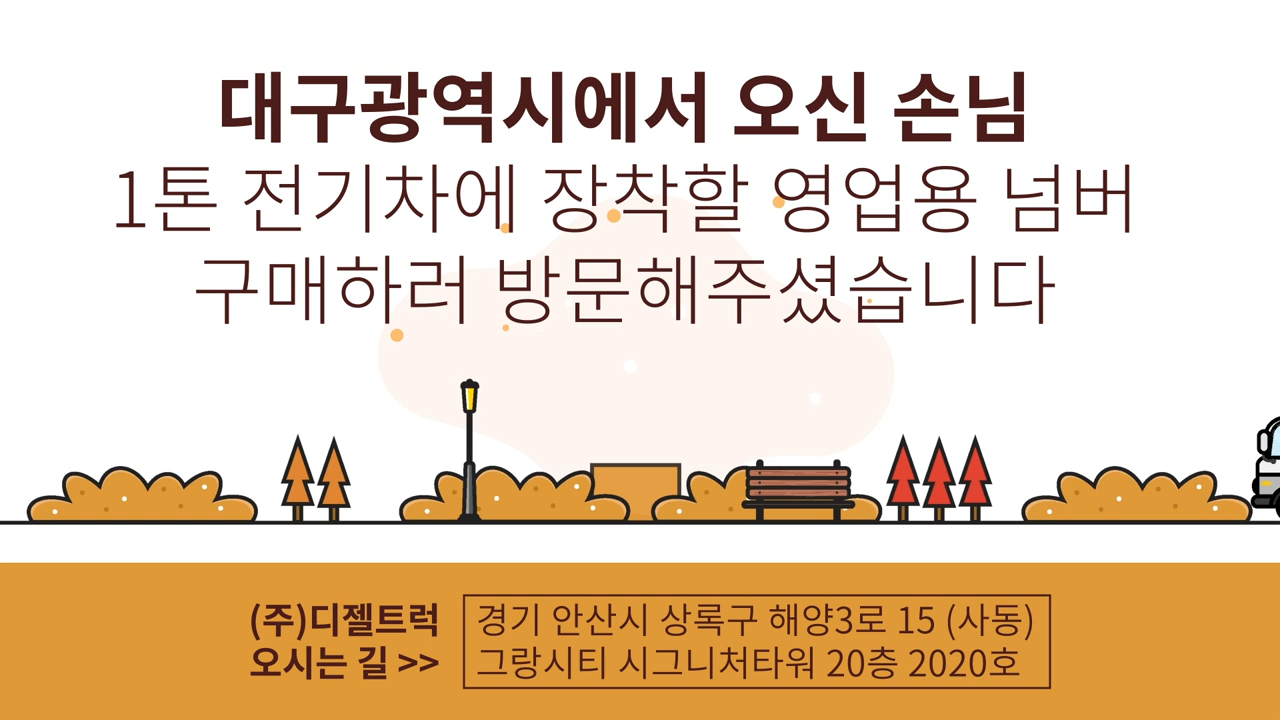 대구광역시에서 오신 손님
1톤 전기차에 장착할 영업용 넘버
구매하러 방문해주셨습니다
(주)디젤트럭
오시는 길 >>
경기 안산시 상록구 해양3로 15 (사동)
그랑시티 시그니처타워 20층 2020호